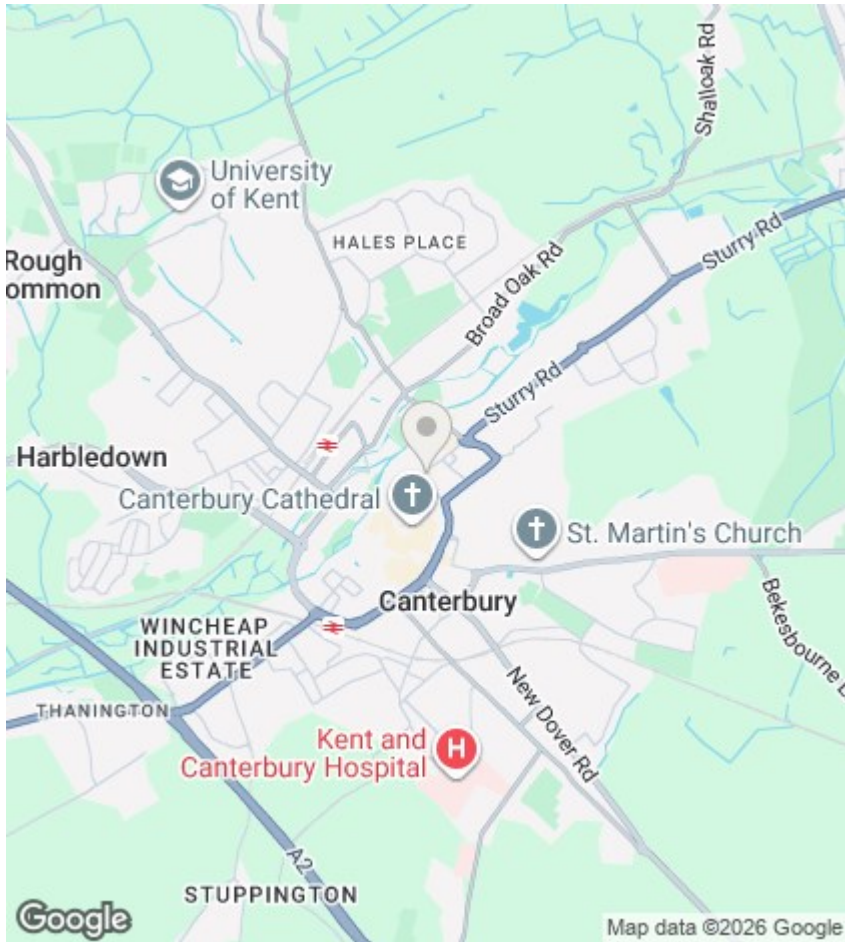 Shalloak Rd
University
of Kent
HALES PLACE
Sturry Rd
Rough
ommon
Broad Oak Rd
Sturry Rd
Harbledown
Canterbury Cathedral
St. Martin's Church
Canterbury
WINCHEAP
INDUSTRIAL
ESTATE
Bekesbourne L
THANINGTON
New Dover Rd
Kent and
Canterbury Hospital
H
A2
STUPPINGTON
Google
Map data ©2026 Google